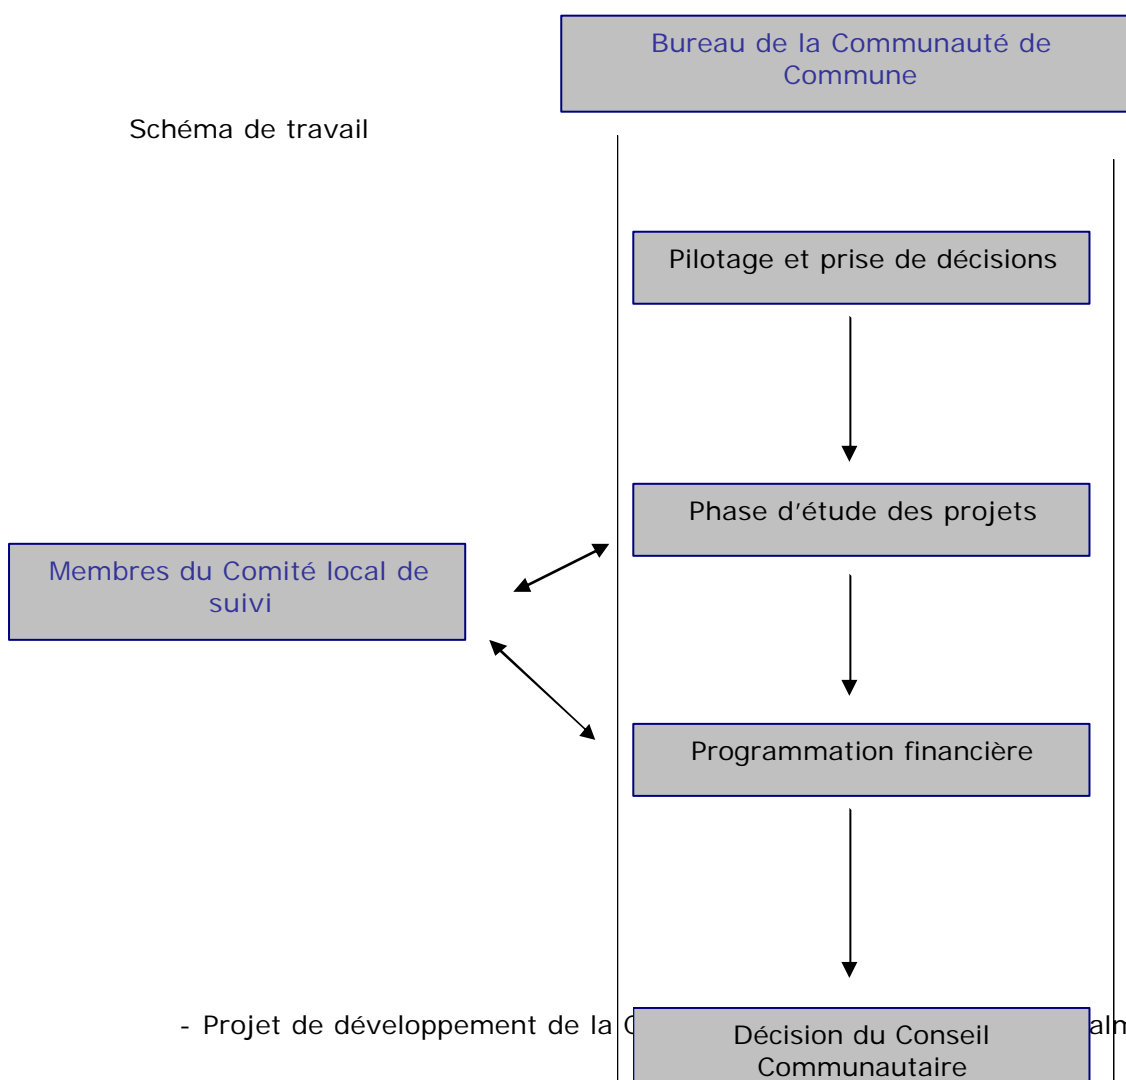 Bureau de la Communauté de
Commune
Schéma de travail
Pilotage et prise de décisions
Phase d'étude des projets
Membres du Comité local de
suivi
Programmation financière
- Projet de développement de la
Décision du Conseil
Communautaire